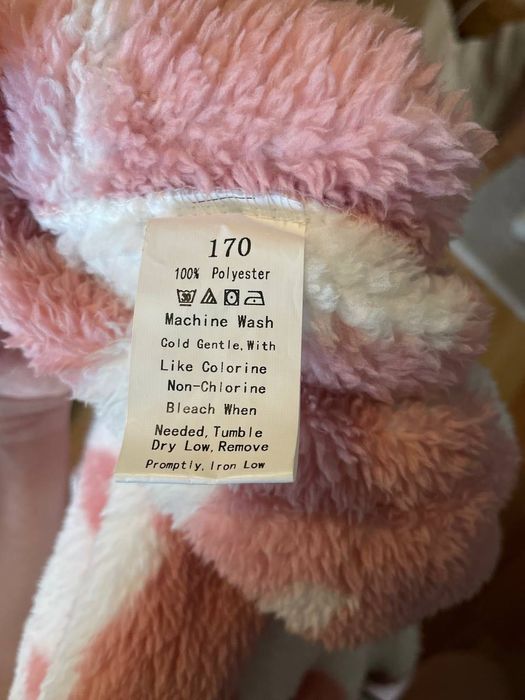 170
100% Polyester
Machine Wash
Cold Gentle,With
Like Colorine
Non-Chlorine
Bleach When
Needed,Tumble
Dry Low,Remove
Promptly,Iron Low